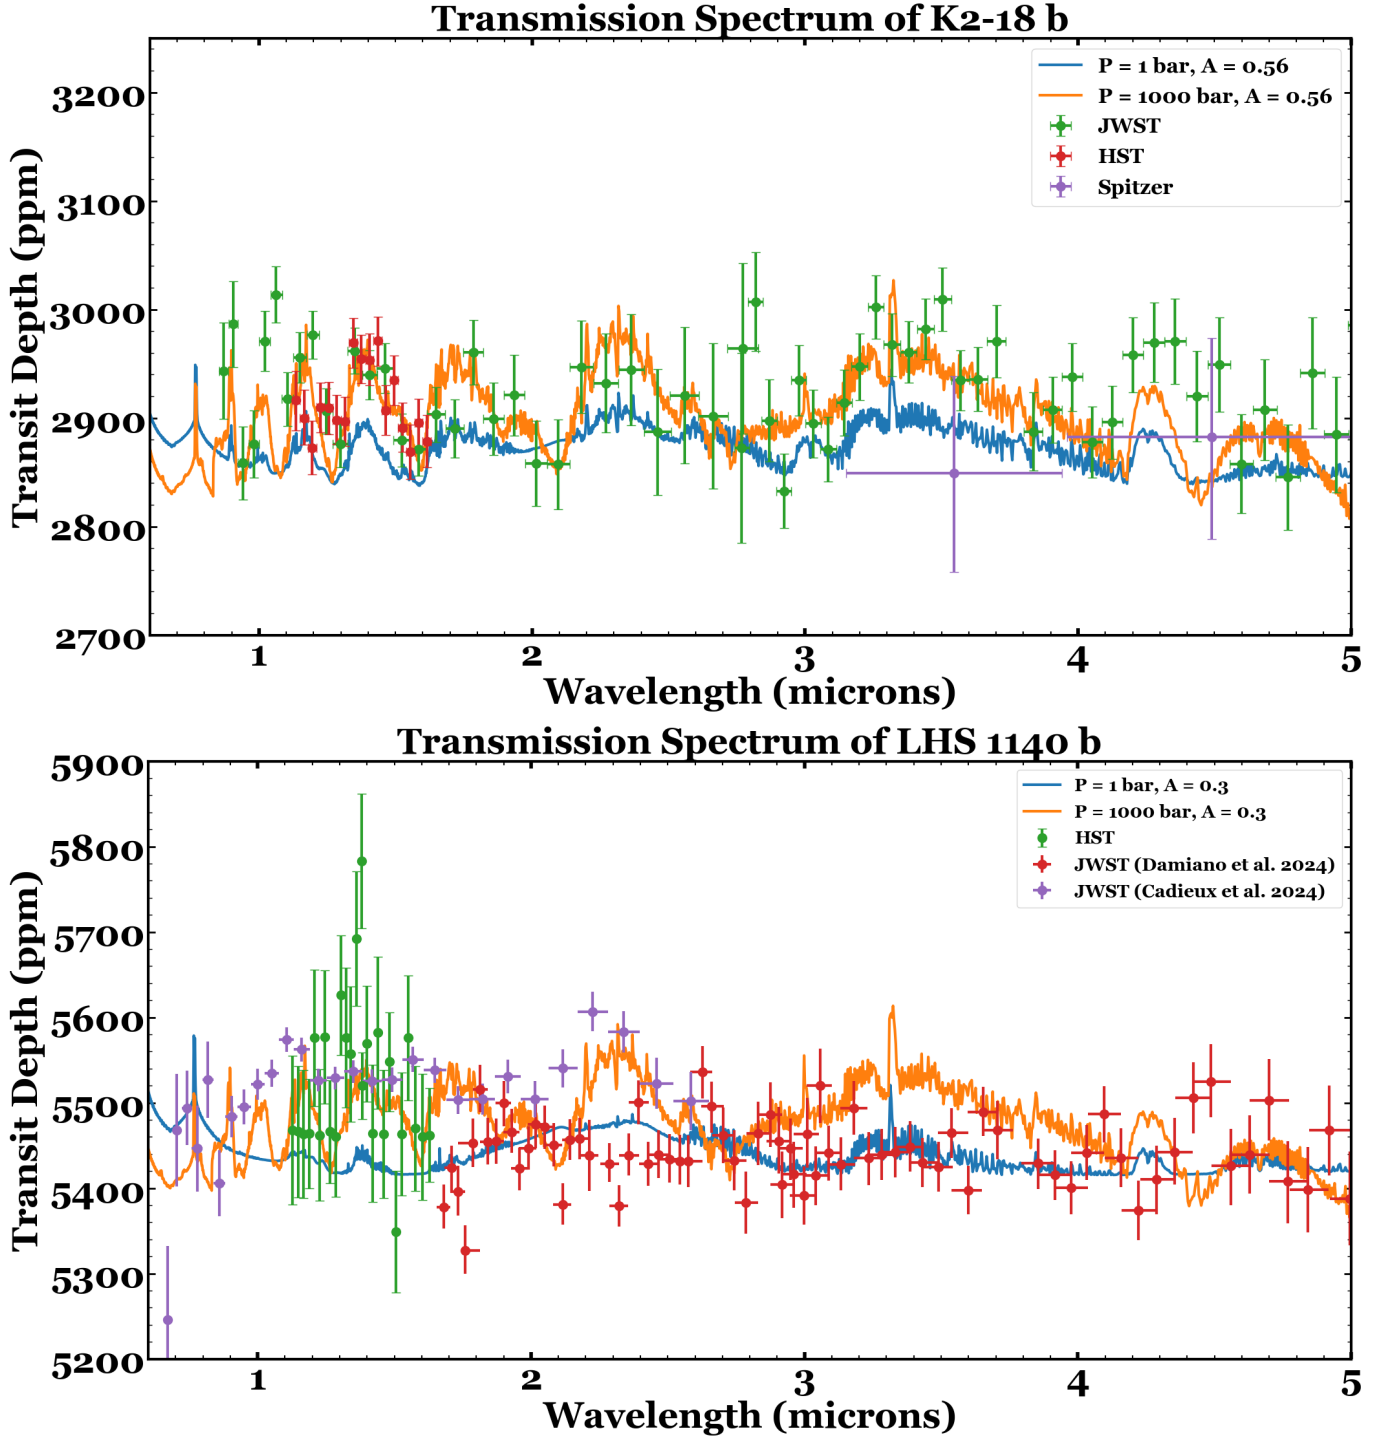 Transmission Spectrum of K2-18 b
Transit Depth (ppm)
3200
3100
3000
2900
2800
2700
P = 1 bar, A = 0.56
P = 1000 bar, A = 0.56
JWST
HST
Spitzer
1 2 3 4 5
Wavelength (microns)
Transmission Spectrum of LHS 1140 b
Transit Depth (ppm)
5900
5800
5700
5600
5500
5400
5300
5200
P = 1 bar, A = 0.3
P = 1000 bar, A = 0.3
HST
JWST (Damiano et al. 2024)
JWST (Cadieux et al. 2024)
1 2 3 4 5
Wavelength (microns)